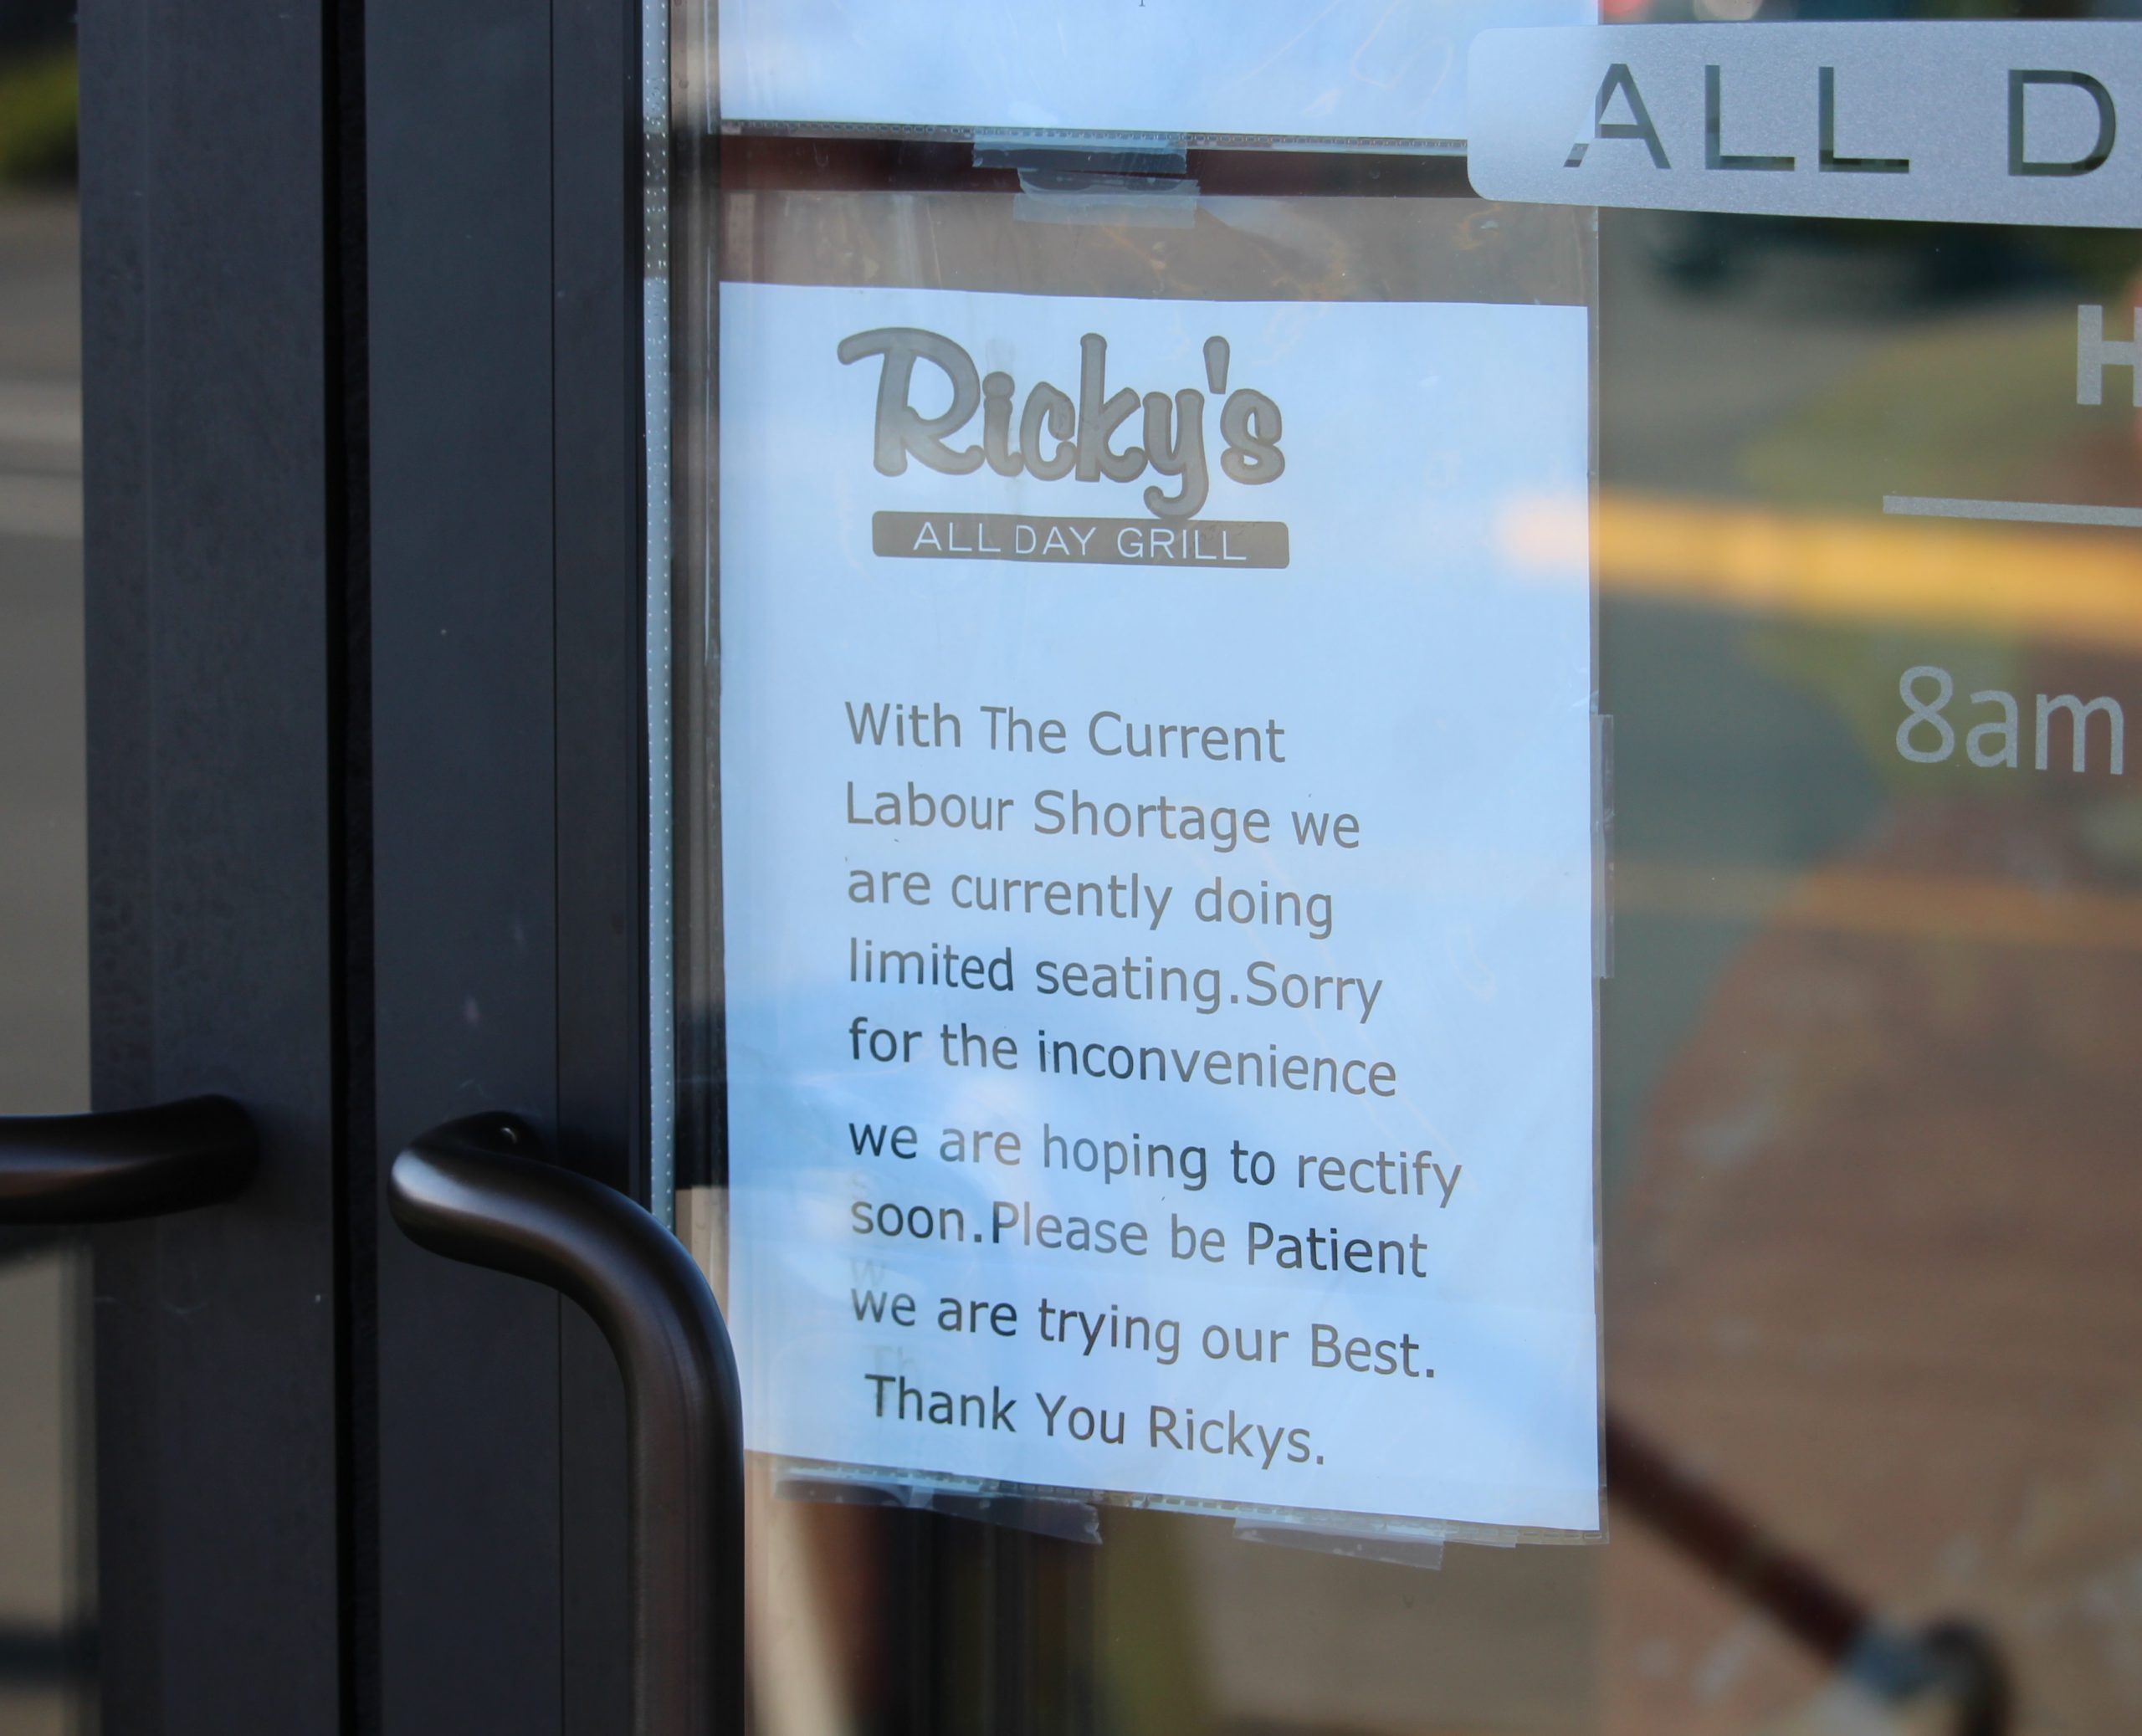 ALL D
H
8am
Ricky's
ALL DAY GRILL
With The Current
Labour Shortage we
are currently doing
limited seating.Sorry
for the inconvenience
we are hoping to rectify
soon.Please be Patient
we are trying our Best.
Thank You Rickys.